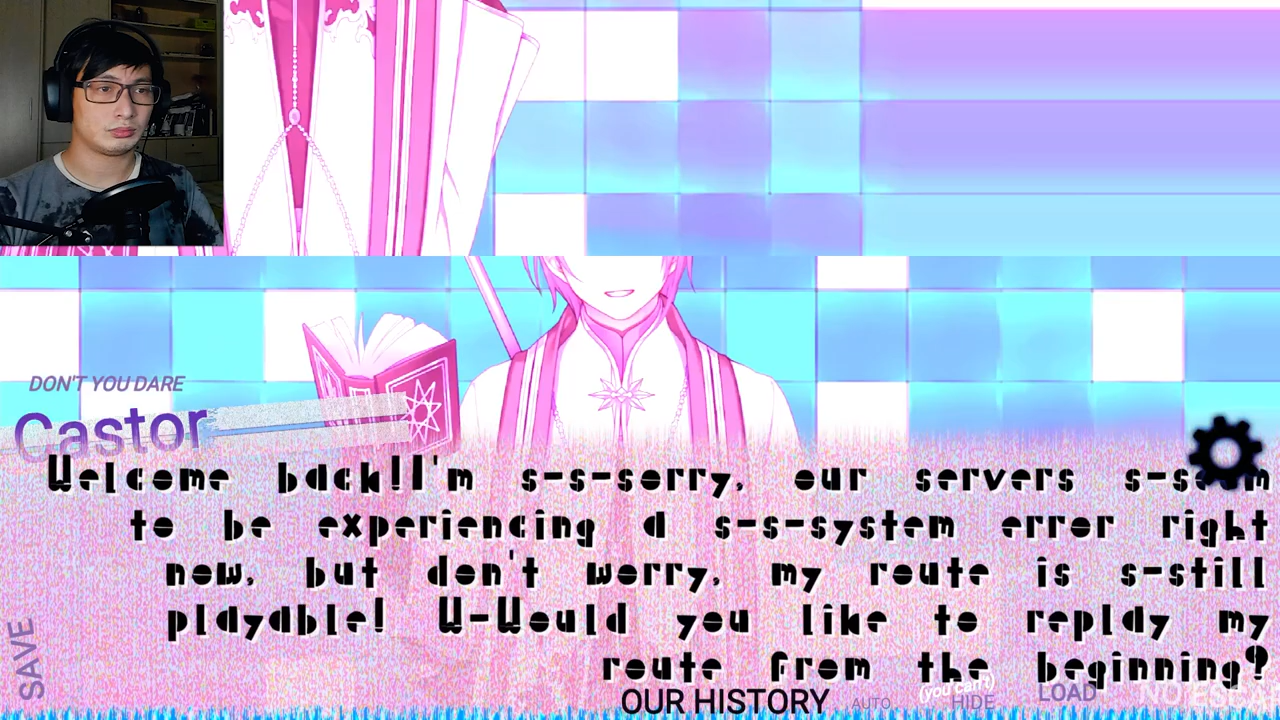 DON'T YOU DARE
Castor
Welcome back!I'm s-s-sorry, our servers s-seem
to be experiencing a s-s-system error right
now, but don't worry, my route is s-still
playable! W-Would you like to replay my
route from the beginning?
SAVE
OUR HISTORY
AUTO
(you can't)
HIDE
LOAD
NO ESCAPE